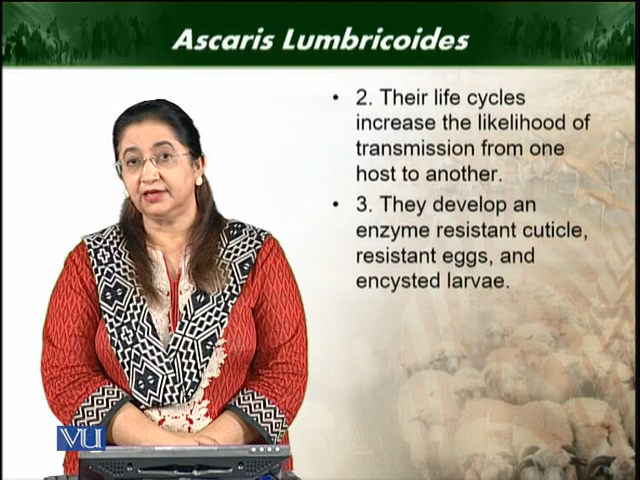 Ascaris Lumbricoides
• 2. Their life cycles
increase the likelihood of
transmission from one
host to another.
• 3. They develop an
enzyme resistant cuticle,
resistant eggs, and
encysted larvae.
VU